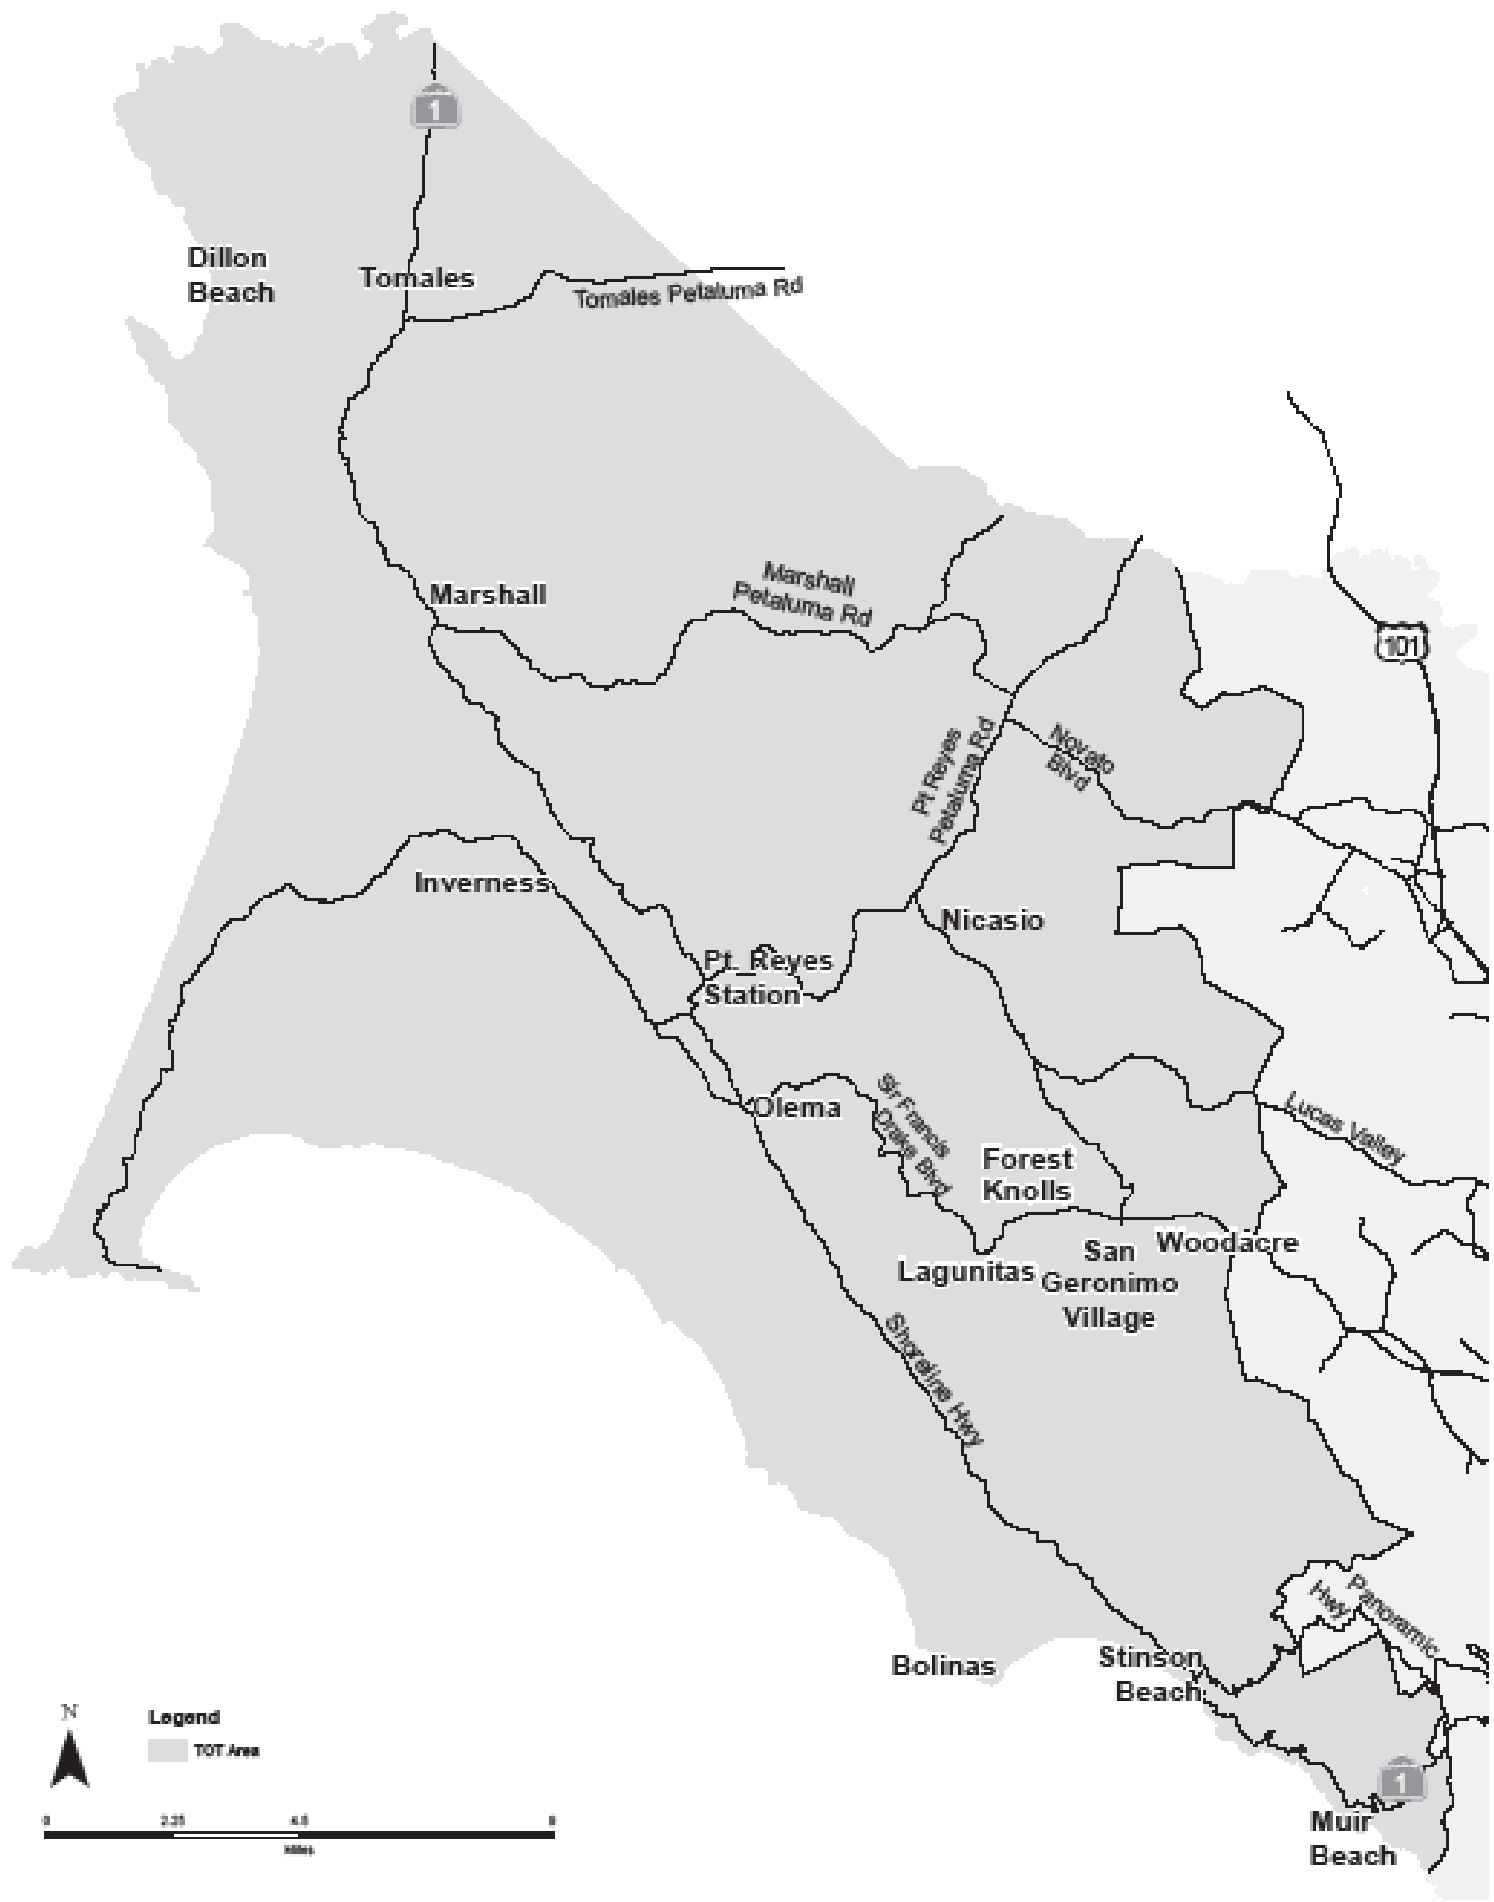 1
Dillon
Beach
Tomales
Tomales Petaluma Rd
Marshall
Marshall
Petaluma Rd
101
Pt Reyes
Petaluma Rd
Novato
Blvd
Inverness
Nicasio
Pt. Reyes
Station
Olema
Sir Francis
Drake Blvd
Lucas Valley
Forest
Knolls
Lagunitas
San
Geronimo
Village
Woodacre
Shoreline Hwy
Panoramic
Hwy
Bolinas
Stinson
Beach
1
Muir
Beach
N
Legend
TOT Area
0 2.25 4.5 9
Miles